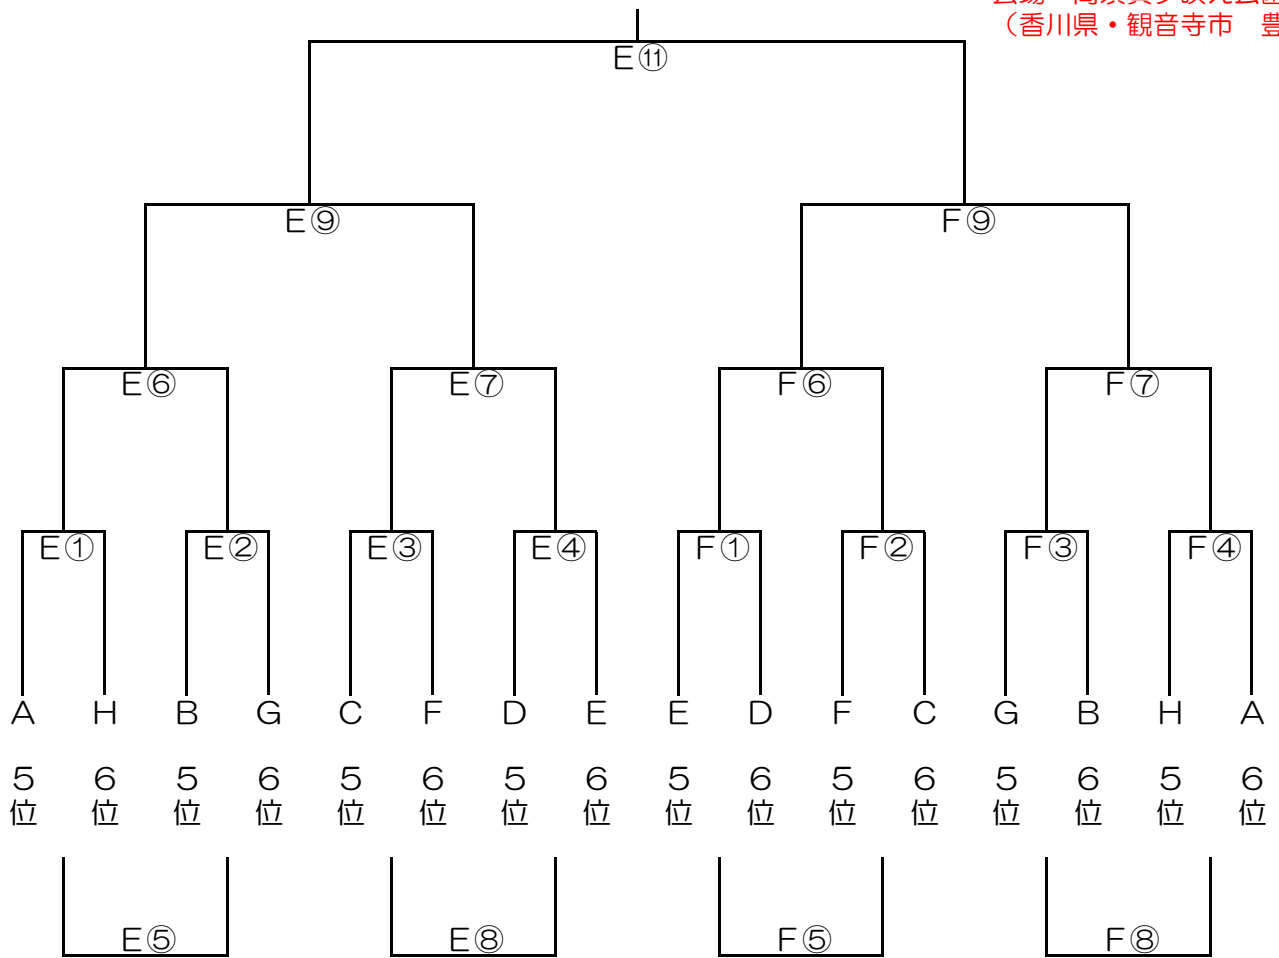 （香川県・観音寺市　豊
E⑪
E⑨ F⑨
E⑥ E⑦ F⑥ F⑦
E① E② E③ E④ F① F② F③ F④
A H B G C F D E E D F C G B H A
5位 6位 5位 6位 5位 6位 5位 6位 5位 6位 5位 6位 5位 6位 5位 6位
E⑤ E⑧ F⑤ F⑧